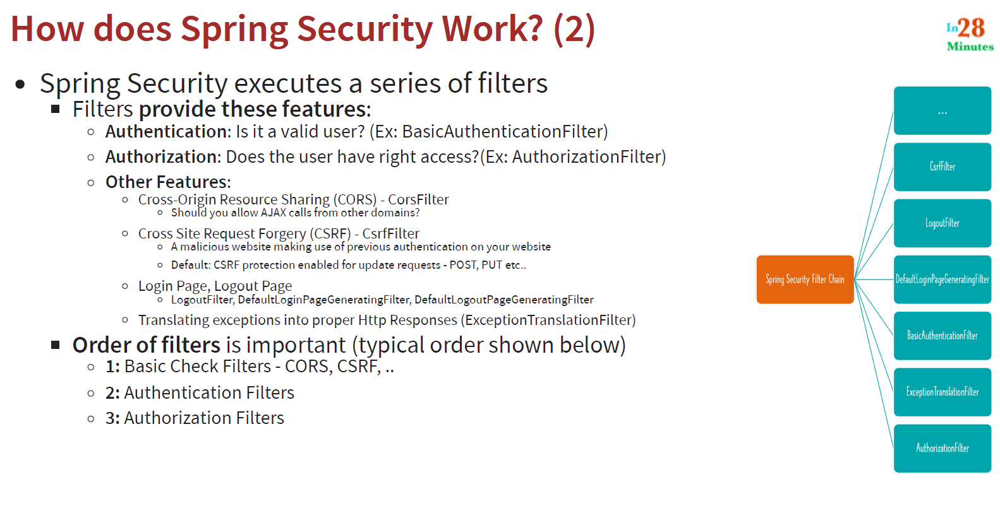 How does Spring Security Work? (2)
In28
Minutes
Spring Security executes a series of filters
Filters provide these features:
Authentication: Is it a valid user? (Ex: BasicAuthenticationFilter)
Authorization: Does the user have right access?(Ex: AuthorizationFilter)
Other Features:
Cross-Origin Resource Sharing (CORS) - CorsFilter
Should you allow AJAX calls from other domains?
Cross Site Request Forgery (CSRF) - CsrfFilter
A malicious website making use of previous authentication on your website
Default: CSRF protection enabled for update requests - POST, PUT etc..
Login Page, Logout Page
LogoutFilter, DefaultLoginPageGeneratingFilter, DefaultLogoutPageGeneratingFilter
Translating exceptions into proper Http Responses (ExceptionTranslationFilter)
Order of filters is important (typical order shown below)
1: Basic Check Filters - CORS, CSRF, ..
2: Authentication Filters
3: Authorization Filters
Spring Security Filter Chain
...
CsrfFilter
LogoutFilter
DefaultLoginPageGeneratingFilter
BasicAuthenticationFilter
ExceptionTranslationFilter
AuthorizationFilter